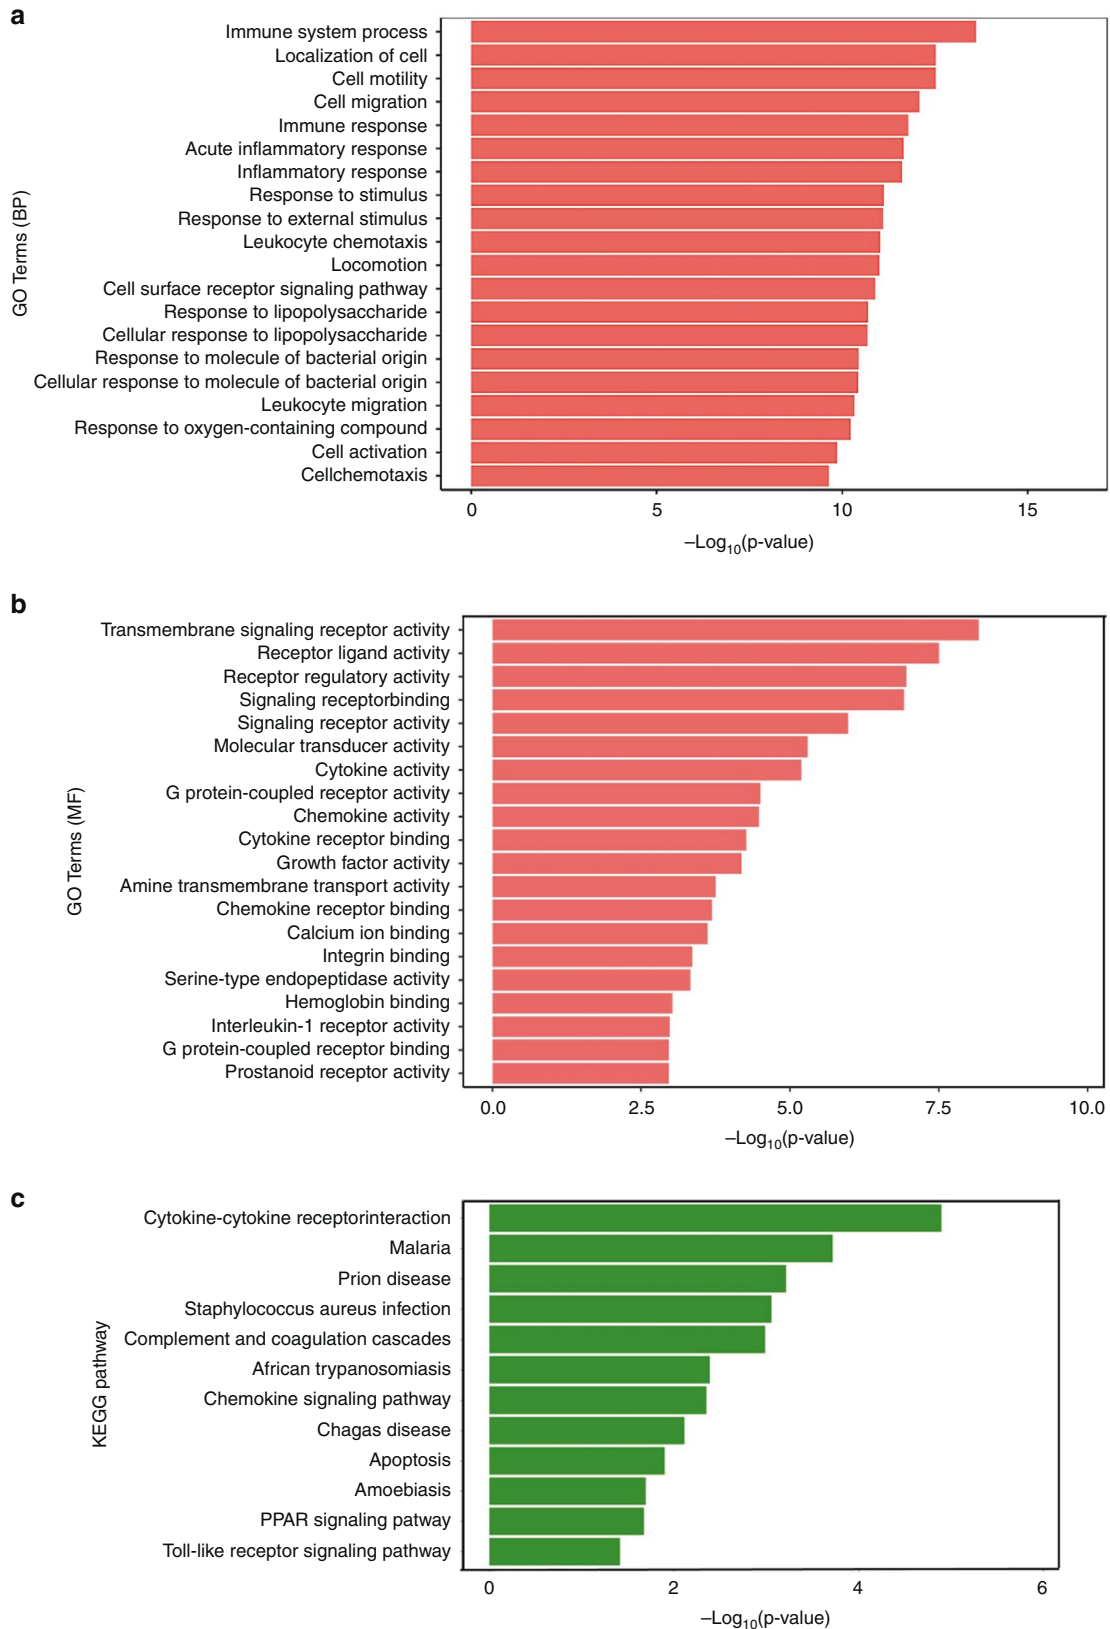 a
GO Terms (BP)
Immune system process
Localization of cell
Cell motility
Cell migration
Immune response
Acute inflammatory response
Inflammatory response
Response to stimulus
Response to external stimulus
Leukocyte chemotaxis
Locomotion
Cell surface receptor signaling pathway
Response to lipopolysaccharide
Cellular response to lipopolysaccharide
Response to molecule of bacterial origin
Cellular response to molecule of bacterial origin
Leukocyte migration
Response to oxygen-containing compound
Cell activation
Cellchemotaxis
0 5 10 15
–Log10(p-value)
b
GO Terms (MF)
Transmembrane signaling receptor activity
Receptor ligand activity
Receptor regulatory activity
Signaling receptorbinding
Signaling receptor activity
Molecular transducer activity
Cytokine activity
G protein-coupled receptor activity
Chemokine activity
Cytokine receptor binding
Growth factor activity
Amine transmembrane transport activity
Chemokine receptor binding
Calcium ion binding
Integrin binding
Serine-type endopeptidase activity
Hemoglobin binding
Interleukin-1 receptor activity
G protein-coupled receptor binding
Prostanoid receptor activity
0.0 2.5 5.0 7.5 10.0
–Log10(p-value)
c
KEGG pathway
Cytokine-cytokine receptorinteraction
Malaria
Prion disease
Staphylococcus aureus infection
Complement and coagulation cascades
African trypanosomiasis
Chemokine signaling pathway
Chagas disease
Apoptosis
Amoebiasis
PPAR signaling patway
Toll-like receptor signaling pathway
0 2 4 6
–Log10(p-value)